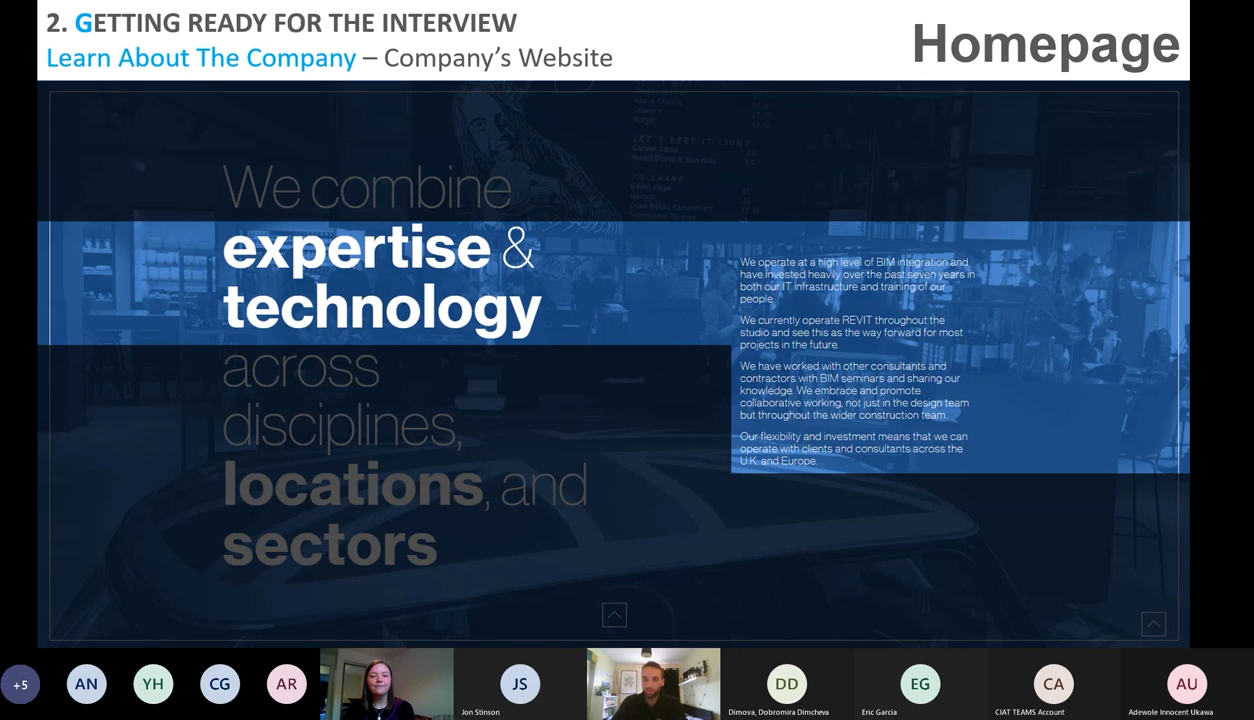 2. GETTING READY FOR THE INTERVIEW
Learn About The Company – Company's Website
Homepage
We combine
expertise &
technology
across
disciplines,
locations, and
sectors
We operate at a high level of BIM integration and
have invested heavily over the past seven years in
both our IT infrastructure and training of our
people.
We currently operate REVIT throughout the
studio and see this as the way forward for most
projects in the future.
We have worked with other consultants and
contractors with BIM seminars and sharing our
knowledge. We embrace and promote
collaborative working, not just in the design team
but throughout the wider construction team.
Our flexibility and investment means that we can
operate with clients and consultants across the
U.K. and Europe.
LET'S BEEF IT LIGHT
TO SHARE
+5
AN
YH
CG
AR
JS
Jon Stinson
DD
Dimova, Dobromira Dimcheva
EG
Eric Garcia
CA
CIAT TEAMS Account
AU
Adewole Innocent Ukawa